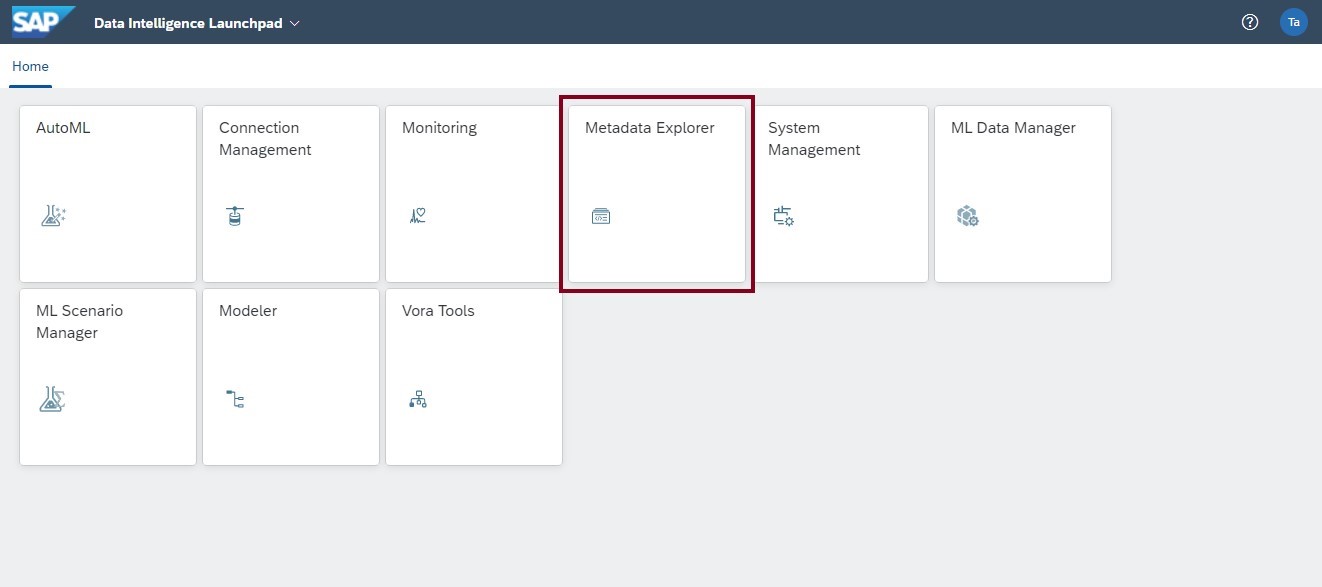 SAP Data Intelligence Launchpad
Ta
Home
AutoML
Connection
Management
Monitoring
Metadata Explorer
System
Management
ML Data Manager
ML Scenario
Manager
Modeler
Vora Tools